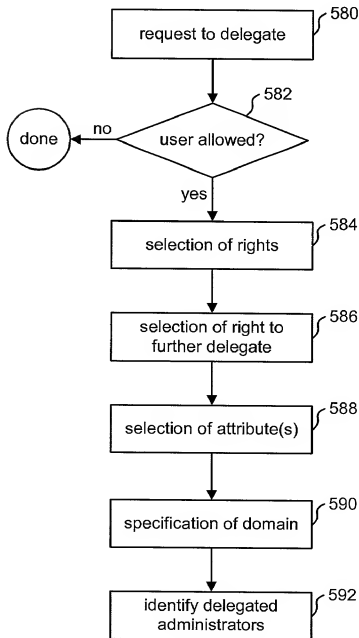 request to delegate
580
582
user allowed?
no
done
yes
selection of rights
584
selection of right to
further delegate
586
selection of attribute(s)
588
specification of domain
590
identify delegated
administrators
592